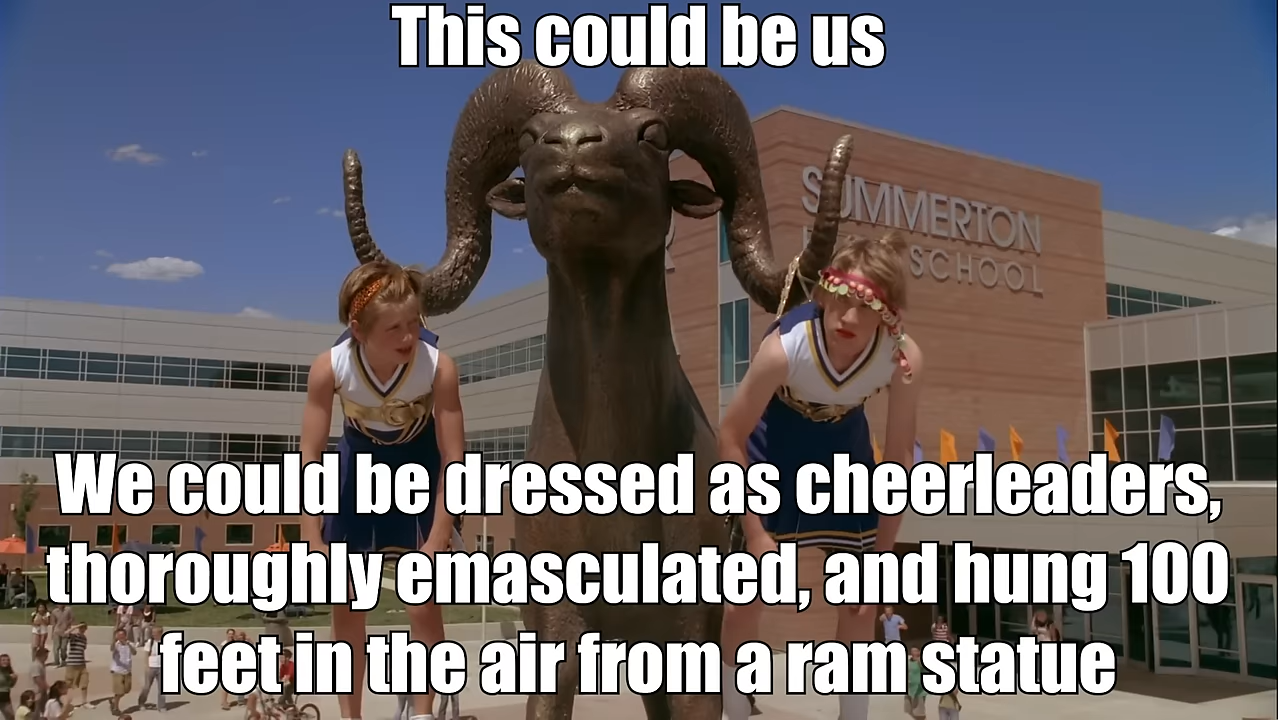 This could be us
SUMMERTON
SCHOOL
We could be dressed as cheerleaders,
thoroughly emasculated, and hung 100
feet in the air from a ram statue